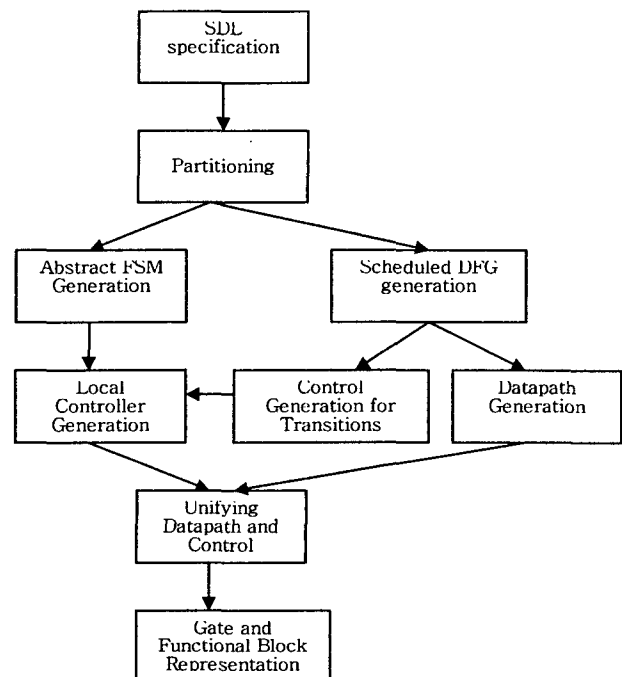 SDL
specification
Partitioning
Abstract FSM
Generation
Scheduled DFG
generation
Local
Controller
Generation
Control
Generation for
Transitions
Datapath
Generation
Unifying
Datapath and
Control
Gate and
Functional Block
Representation